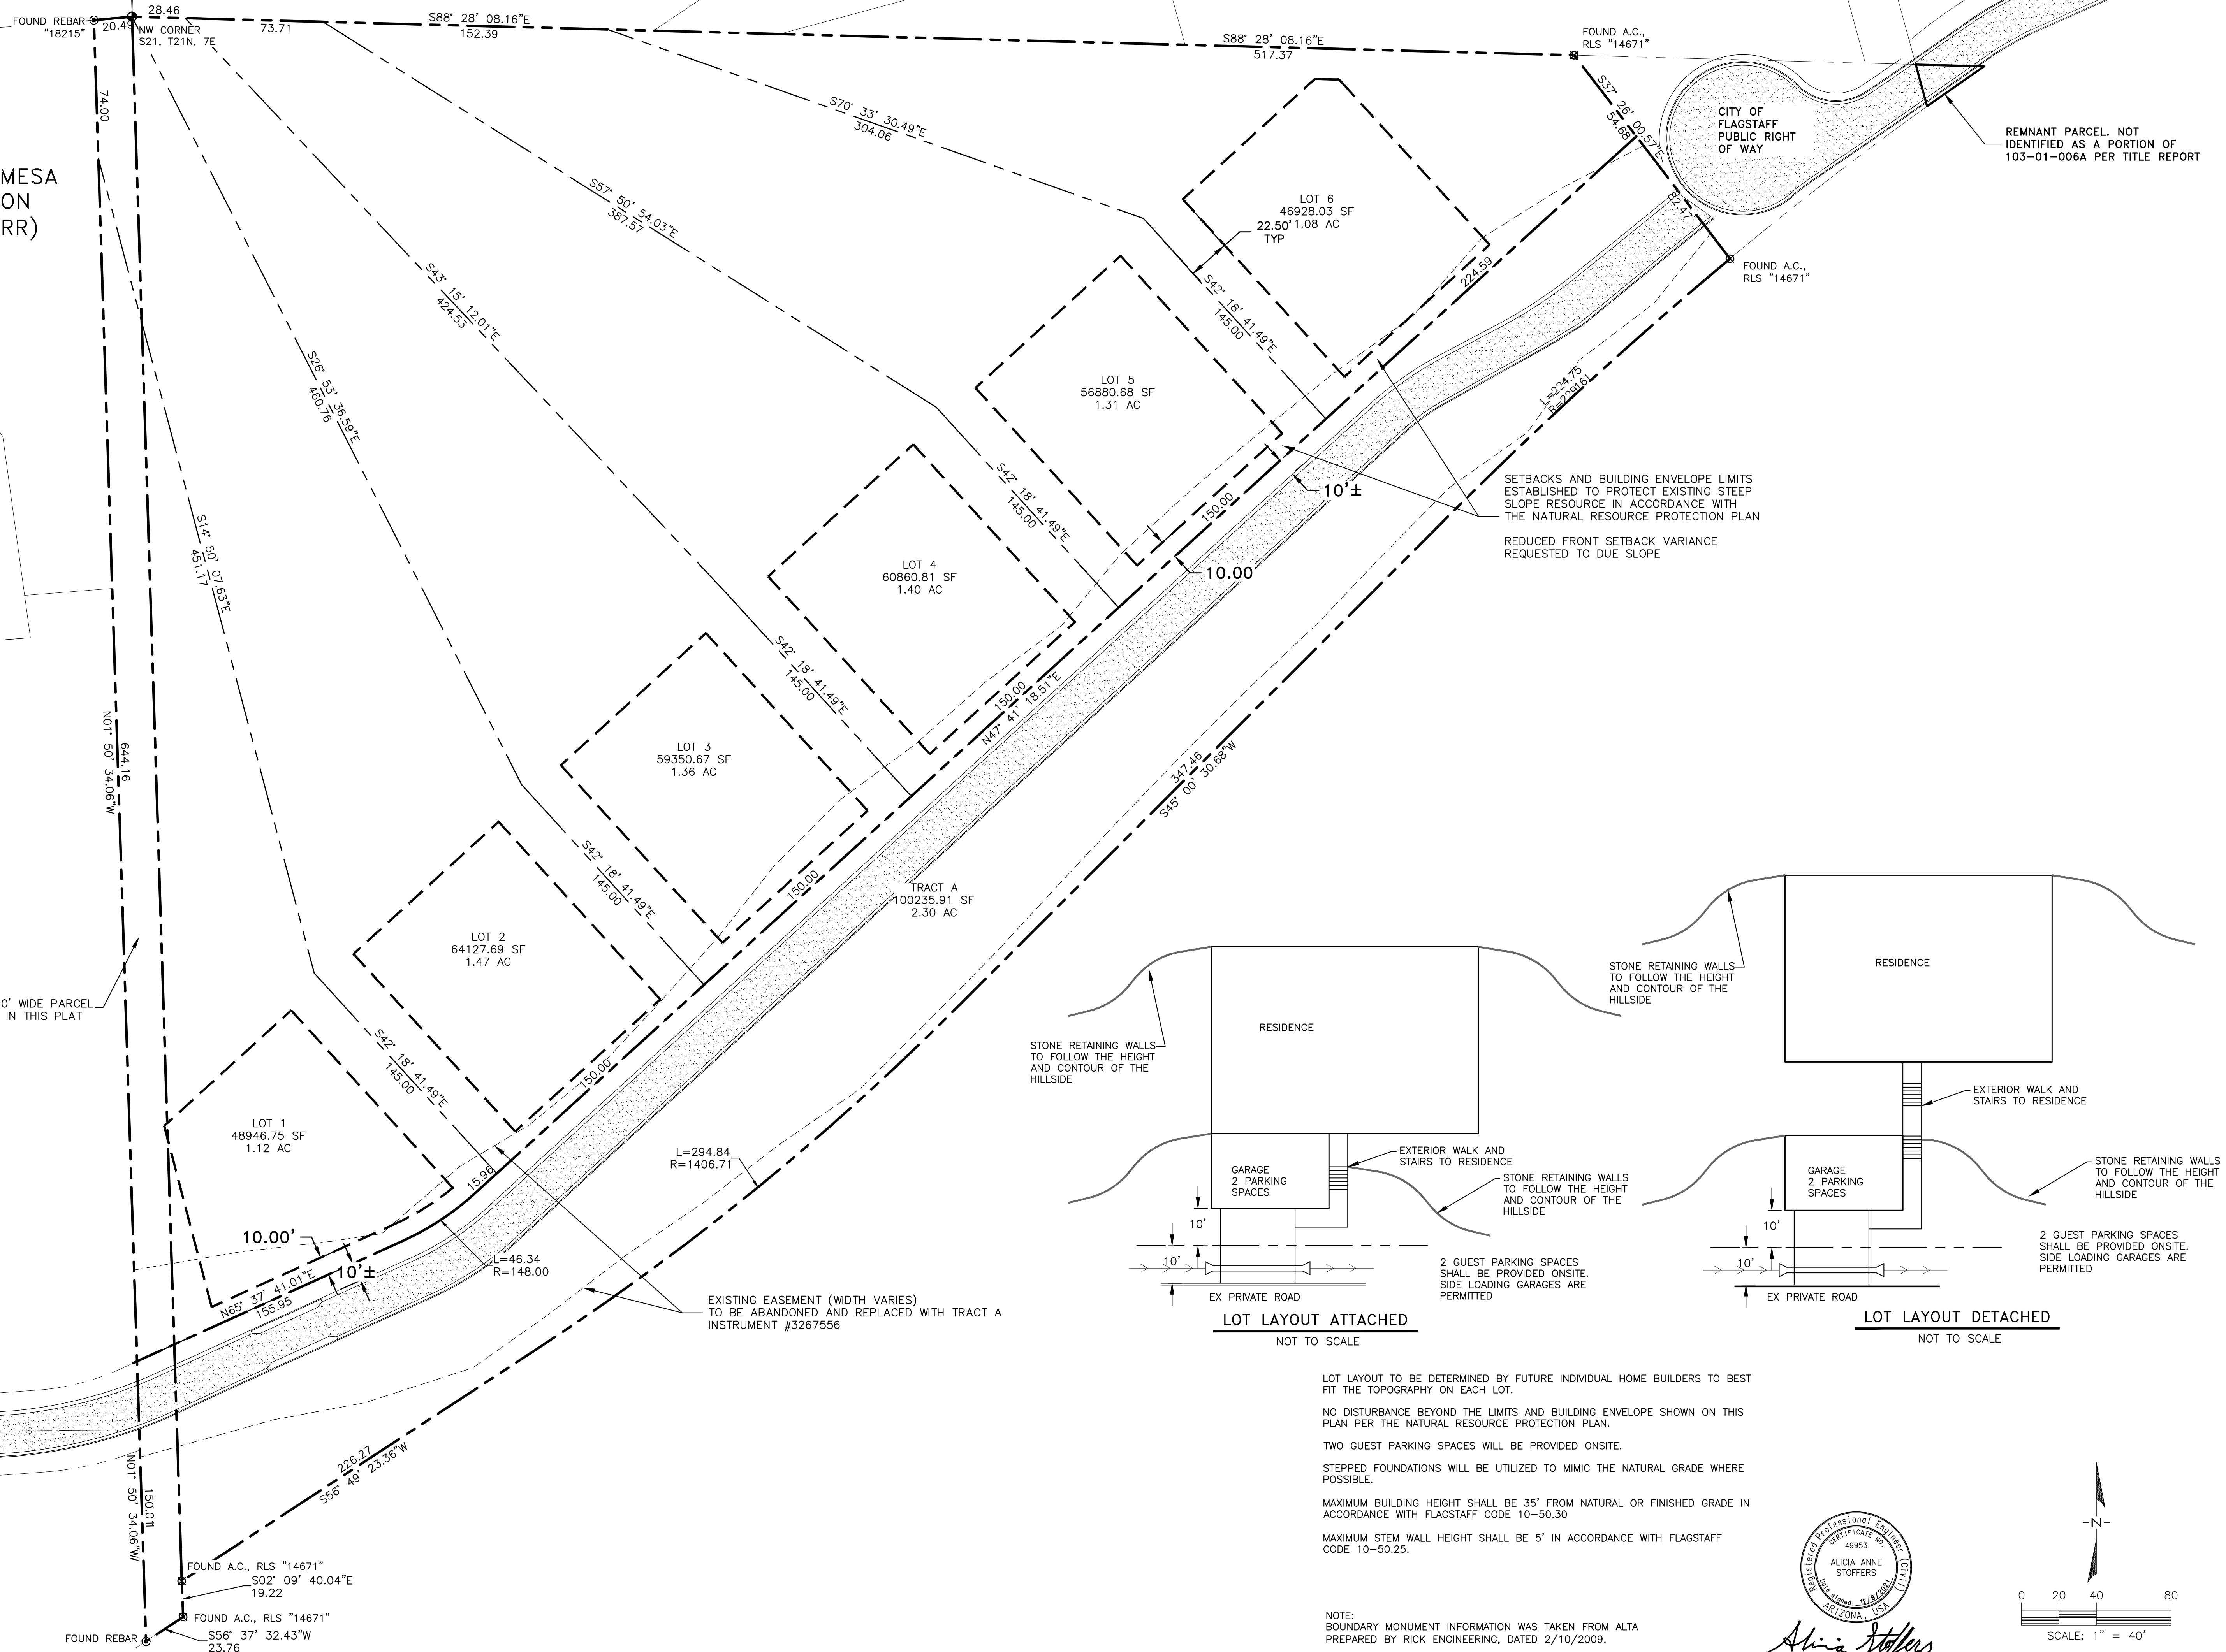 FOUND REBAR
"18215"
20.49
28.46
NW CORNER
S21, T21N, 7E
73.71
S88° 28' 08.16"E
152.39
S88° 28' 08.16"E
517.37
FOUND A.C.,
RLS "14671"
S37° 26' 00.57"E
54.68
82.47
CITY OF
FLAGSTAFF
PUBLIC RIGHT
OF WAY
REMNANT PARCEL. NOT
IDENTIFIED AS A PORTION OF
103-01-006A PER TITLE REPORT
FOUND A.C.,
RLS "14671"
74.00
MESA
ON
RR)
S70° 33' 30.49"E
304.06
S57° 50' 54.03"E
387.57
S43° 15' 12.01"E
424.53
S26° 53' 36.59"E
460.76
S14° 50' 07.63"E
451.17
N01° 50' 34.06"W
644.16
LOT 6
46928.03 SF
1.08 AC
22.50'
TYP
S42° 18' 41.49"E
145.00
224.59
L=224.75
R=2291.61
LOT 5
56880.68 SF
1.31 AC
S42° 18' 41.49"E
145.00
150.00
10'±
10.00
SETBACKS AND BUILDING ENVELOPE LIMITS
ESTABLISHED TO PROTECT EXISTING STEEP
SLOPE RESOURCE IN ACCORDANCE WITH
THE NATURAL RESOURCE PROTECTION PLAN
REDUCED FRONT SETBACK VARIANCE
REQUESTED TO DUE SLOPE
LOT 4
60860.81 SF
1.40 AC
S42° 18' 41.49"E
145.00
150.00
N47° 41' 18.51"E
LOT 3
59350.67 SF
1.36 AC
S42° 18' 41.49"E
145.00
150.00
347.46
S45° 00' 30.68"W
TRACT A
100235.91 SF
2.30 AC
LOT 2
64127.69 SF
1.47 AC
S42° 18' 41.49"E
145.00
150.00
0' WIDE PARCEL
IN THIS PLAT
LOT 1
48946.75 SF
1.12 AC
15.96
L=294.84
R=1406.71
10.00'
10'±
N65° 37' 41.01"E
155.95
L=46.34
R=148.00
EXISTING EASEMENT (WIDTH VARIES)
TO BE ABANDONED AND REPLACED WITH TRACT A
INSTRUMENT #3267556
S
226.27
S56° 49' 23.36"W
N01° 50' 34.06"W
150.011
FOUND A.C., RLS "14671"
S02° 09' 40.04"E
19.22
FOUND A.C., RLS "14671"
FOUND REBAR
S56° 37' 32.43"W
23.76
STONE RETAINING WALLS
TO FOLLOW THE HEIGHT
AND CONTOUR OF THE
HILLSIDE
RESIDENCE
EXTERIOR WALK AND
STAIRS TO RESIDENCE
STONE RETAINING WALLS
TO FOLLOW THE HEIGHT
AND CONTOUR OF THE
HILLSIDE
GARAGE
2 PARKING
SPACES
10'
10'
2 GUEST PARKING SPACES
SHALL BE PROVIDED ONSITE.
SIDE LOADING GARAGES ARE
PERMITTED
EX PRIVATE ROAD
LOT LAYOUT ATTACHED
NOT TO SCALE
STONE RETAINING WALLS
TO FOLLOW THE HEIGHT
AND CONTOUR OF THE
HILLSIDE
RESIDENCE
EXTERIOR WALK AND
STAIRS TO RESIDENCE
STONE RETAINING WALLS
TO FOLLOW THE HEIGHT
AND CONTOUR OF THE
HILLSIDE
GARAGE
2 PARKING
SPACES
10'
10'
2 GUEST PARKING SPACES
SHALL BE PROVIDED ONSITE.
SIDE LOADING GARAGES ARE
PERMITTED
EX PRIVATE ROAD
LOT LAYOUT DETACHED
NOT TO SCALE
LOT LAYOUT TO BE DETERMINED BY FUTURE INDIVIDUAL HOME BUILDERS TO BEST
FIT THE TOPOGRAPHY ON EACH LOT.
NO DISTURBANCE BEYOND THE LIMITS AND BUILDING ENVELOPE SHOWN ON THIS
PLAN PER THE NATURAL RESOURCE PROTECTION PLAN.
TWO GUEST PARKING SPACES WILL BE PROVIDED ONSITE.
STEPPED FOUNDATIONS WILL BE UTILIZED TO MIMIC THE NATURAL GRADE WHERE
POSSIBLE.
MAXIMUM BUILDING HEIGHT SHALL BE 35' FROM NATURAL OR FINISHED GRADE IN
ACCORDANCE WITH FLAGSTAFF CODE 10-50.30
MAXIMUM STEM WALL HEIGHT SHALL BE 5' IN ACCORDANCE WITH FLAGSTAFF
CODE 10-50.25.
NOTE:
BOUNDARY MONUMENT INFORMATION WAS TAKEN FROM ALTA
PREPARED BY RICK ENGINEERING, DATED 2/10/2009.
Registered Professional Engineer (Civil)
CERTIFICATE NO.
49953
ALICIA ANNE
STOFFERS
Date signed: 12/8/2021
ARIZONA, USA
Alicia Stoffers
N
0 20 40 80
SCALE: 1" = 40'